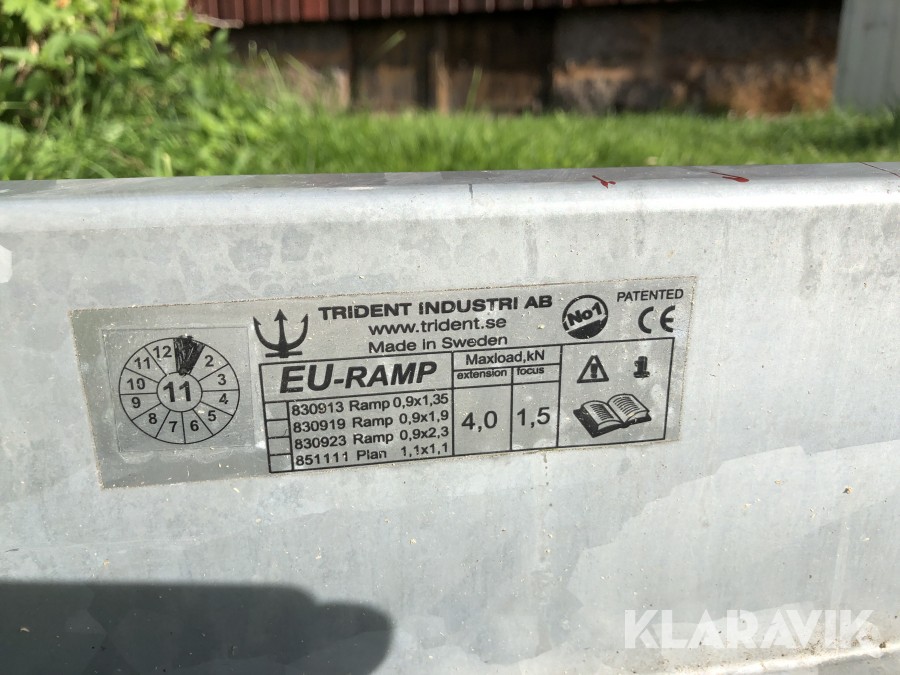 TRIDENT INDUSTRI AB
www.trident.se
Made in Sweden
No1
PATENTED
CE
11 12 2 3 4 5 6 7 8 9 10
11
EU-RAMP
Maxload,kN
extension focus
830913 Ramp 0,9x1,35
830919 Ramp 0,9x1,9
830923 Ramp 0,9x2,3
851111 Plan 1,1x1,1
4,0 1,5
KLARAVIK